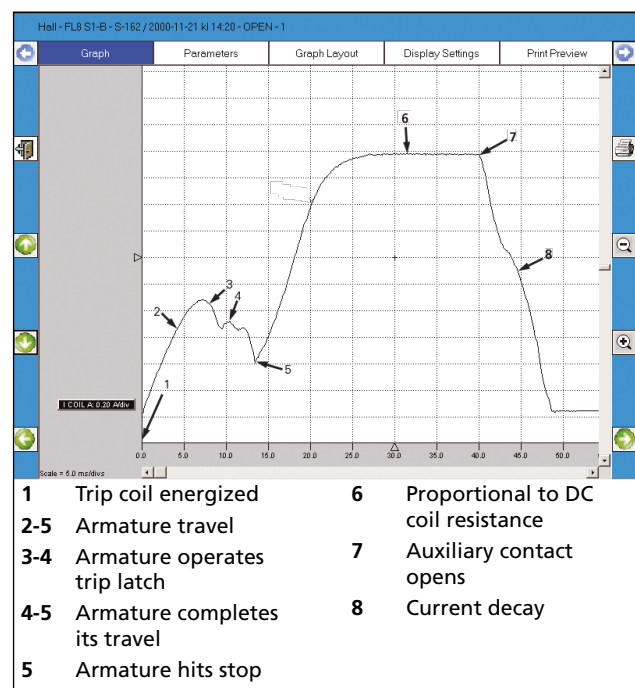 Hall - FL8 S1-B - S-162 / 2000-11-21 kl 14:20 - OPEN - 1
Graph Parameters Graph Layout Display Settings Print Preview
6
7
8
3
2 4
5
1
I COIL A: 0.20 A/div
0.0 5.0 10.0 15.0 20.0 25.0 30.0 35.0 40.0 45.0 50.0
Scale = 5.0 ms/divs
1 Trip coil energized
2-5 Armature travel
3-4 Armature operates
trip latch
4-5 Armature completes
its travel
5 Armature hits stop
6 Proportional to DC
coil resistance
7 Auxiliary contact
opens
8 Current decay